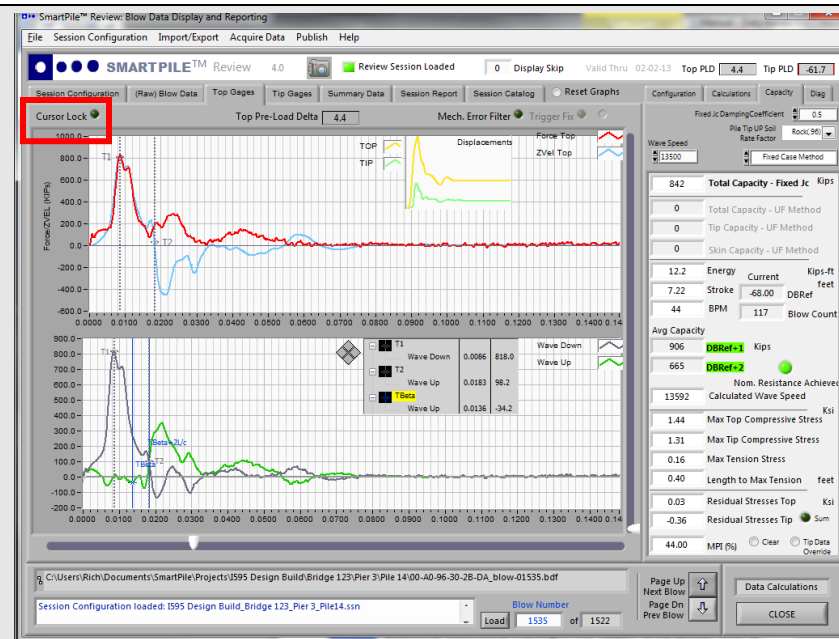 SmartPile™ Review: Blow Data Display and Reporting
File Session Configuration Import/Export Acquire Data Publish Help
SMARTPILE™ Review 4.0 Review Session Loaded 0 Display Skip Valid Thru 02-02-13 Top PLD 4.4 Tip PLD -61.7
Session Configuration (Raw) Blow Data Top Gages Tip Gages Summary Data Session Report Session Catalog Reset Graphs
Configuration Calculations Capacity Diag
Cursor Lock Top Pre-Load Delta 4.4 Mech. Error Filter Trigger Fix
Fixed Jc DampingCoefficient 0.5
Pile Tip UP Soil
Rate Factor Rock(.96)
Wave Speed
13500 Fixed Case Method
1000.0
800.0
600.0
400.0
200.0
0.0
-200.0
-400.0
-600.0
Force/ZVEL (KIPs)
T1
T2
TOP
TIP
Displacements
Force Top
ZVel Top
0.0000 0.0100 0.0200 0.0300 0.0400 0.0500 0.0600 0.0700 0.0800 0.0900 0.1000 0.1100 0.1200 0.1300 0.1400 0.14
900.0
800.0
700.0
600.0
500.0
400.0
300.0
200.0
100.0
0.0
-100.0
-200.0
T1
TBeta+2L/c
TBeta
T2
T1
Wave Down 0.0086 818.0
T2
Wave Up 0.0183 98.2
TBeta
Wave Up 0.0136 -34.2
Wave Down
Wave Up
0.0000 0.0100 0.0200 0.0300 0.0400 0.0500 0.0600 0.0700 0.0800 0.0900 0.1000 0.1100 0.1200 0.1300 0.1400 0.14
842 Total Capacity - Fixed Jc Kips
0 Total Capacity - UF Method
0 Tip Capacity - UF Method
0 Skin Capacity - UF Method
12.2 Energy Kips-ft
Current
7.22 Stroke feet
-68.00 DBRef
44 BPM 117 Blow Count
Avg Capacity
906 DBRef+1 Kips
665 DBRef+2
Nom. Resistance Achieved
13592 Calculated Wave Speed
Ksi
1.44 Max Top Compressive Stress
1.31 Max Tip Compressive Stress
0.16 Max Tension Stress
0.40 Length to Max Tension feet
0.03 Residual Stresses Top Ksi
-0.36 Residual Stresses Tip Sum
44.00 MPI (%) Clear Tip Data
Override
C:\Users\Rich\Documents\SmartPile\Projects\I595 Design Build\Bridge 123\Pier 3\Pile 14\00-A0-96-30-2B-DA_blow-01535.bdf
Session Configuration loaded: I595 Design Build_Bridge 123_Pier 3_Pile14.ssn
Blow Number
Load 1535 of 1522
Page Up
Next Blow
Page Dn
Prev Blow
Data Calculations
CLOSE